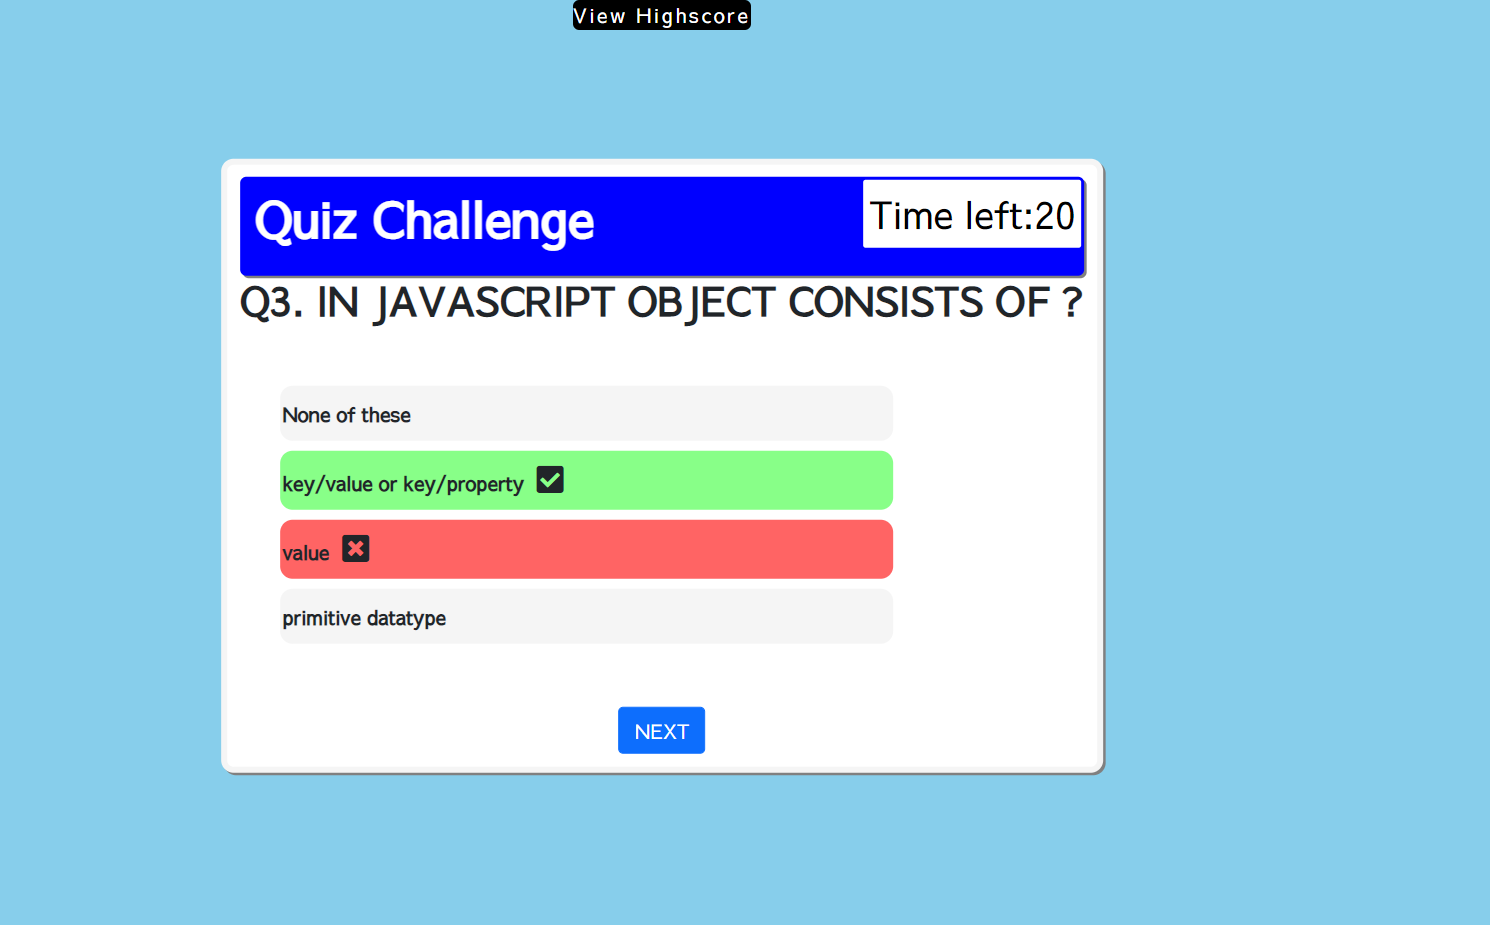 View Highscore
Quiz Challenge
Time left:20
Q3. IN JAVASCRIPT OBJECT CONSISTS OF ?
None of these
key/value or key/property
value
primitive datatype
NEXT